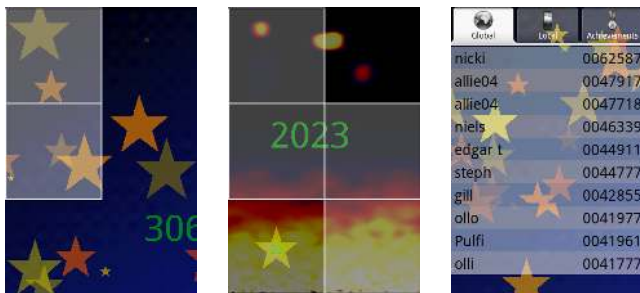 306
2023
Global Local Achievements
nicki 0062587
allie04 0047917
allie04 0047718
niels 0046339
edgar t 0044911
steph 0044777
gill 0042855
ollo 0041977
Pulfi 0041961
olli 0041777